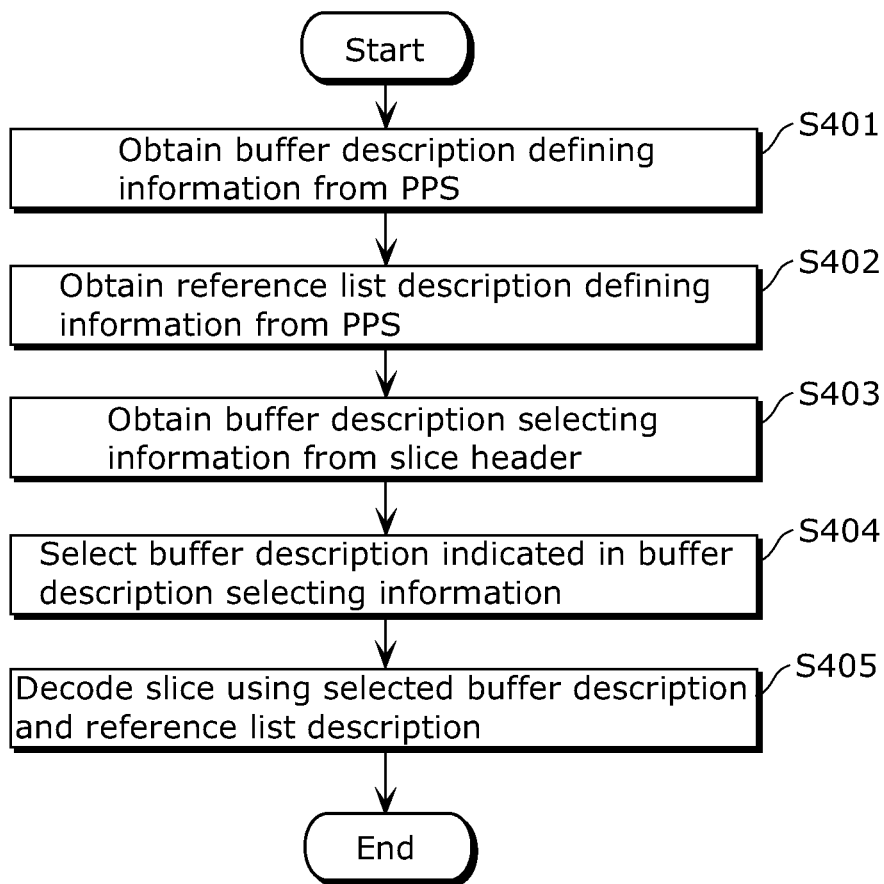 Start
S401
Obtain buffer description defining
information from PPS
S402
Obtain reference list description defining
information from PPS
S403
Obtain buffer description selecting
information from slice header
S404
Select buffer description indicated in buffer
description selecting information
S405
Decode slice using selected buffer description
and reference list description
End